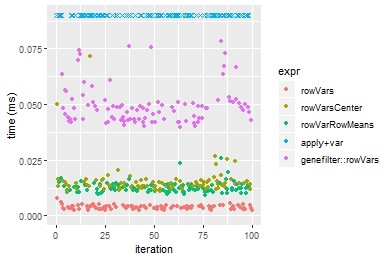 time (ms)
0.075
0.050
0.025
0.000
0
25
50
75
100
iteration
expr
rowVars
rowVarsCenter
rowVarRowMeans
apply+var
genefilter::rowVars